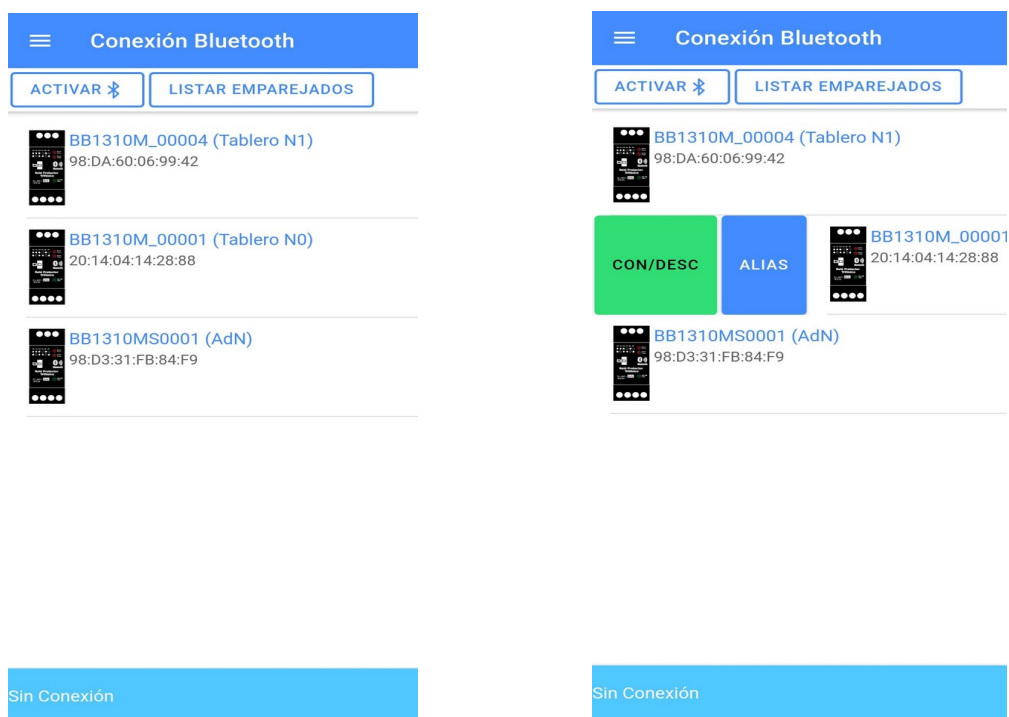 Conexión Bluetooth
ACTIVAR
LISTAR EMPAREJADOS
BB1310M_00004 (Tablero N1)
98:DA:60:06:99:42
BB1310M_00001 (Tablero N0)
20:14:04:14:28:88
BB1310MS0001 (AdN)
98:D3:31:FB:84:F9
Sin Conexión
Conexión Bluetooth
ACTIVAR
LISTAR EMPAREJADOS
BB1310M_00004 (Tablero N1)
98:DA:60:06:99:42
CON/DESC
ALIAS
BB1310M_00001
20:14:04:14:28:88
BB1310MS0001 (AdN)
98:D3:31:FB:84:F9
Sin Conexión